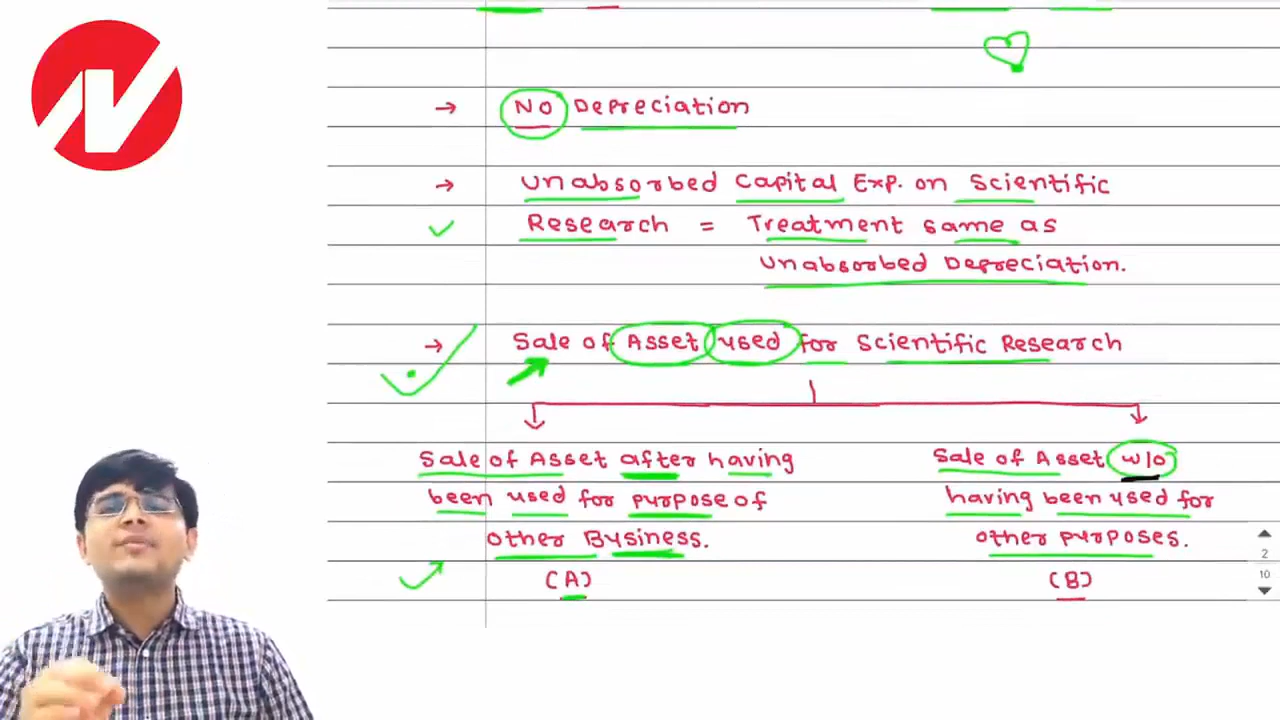 → No Depreciation
→ Unabsorbed Capital Exp. on Scientific
Research = Treatment same as
Unabsorbed Depreciation.
→ Sale of Asset used for Scientific Research
Sale of Asset after having
been used for purpose of
other Business.
(A)
Sale of Asset w/o
having been used for
other purposes.
(B)
2
10